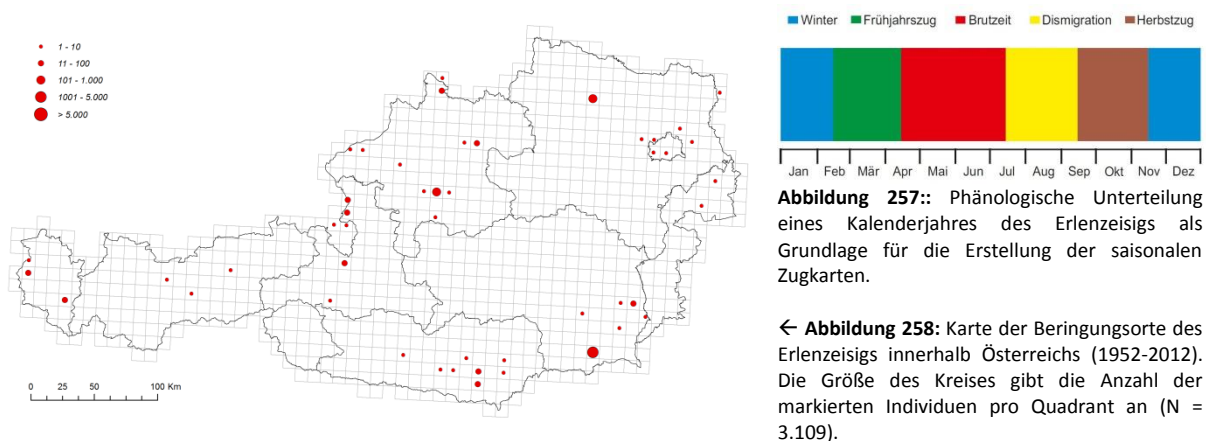 1 - 10
11 - 100
101 - 1.000
1001 - 5.000
> 5.000
0 25 50 100 Km
Winter Frühjahrszug Brutzeit Dismigration Herbstzug
Jan Feb Mär Apr Mai Jun Jul Aug Sep Okt Nov Dez
Abbildung 257:: Phänologische Unterteilung
eines Kalenderjahres des Erlenzeisigs als
Grundlage für die Erstellung der saisonalen
Zugkarten.
← Abbildung 258: Karte der Beringungsorte des
Erlenzeisigs innerhalb Österreichs (1952-2012).
Die Größe des Kreises gibt die Anzahl der
markierten Individuen pro Quadrant an (N =
3.109).